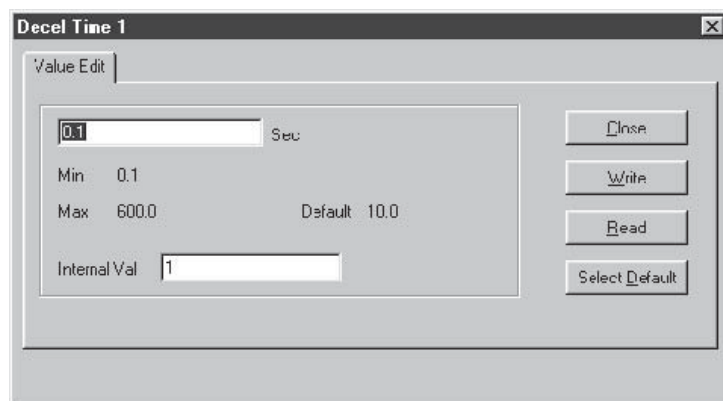 Decel Time 1
Value Edit
0.1 Sec
Min 0.1
Max 600.0 Default 10.0
Internal Val 1
Close
Write
Read
Select Default